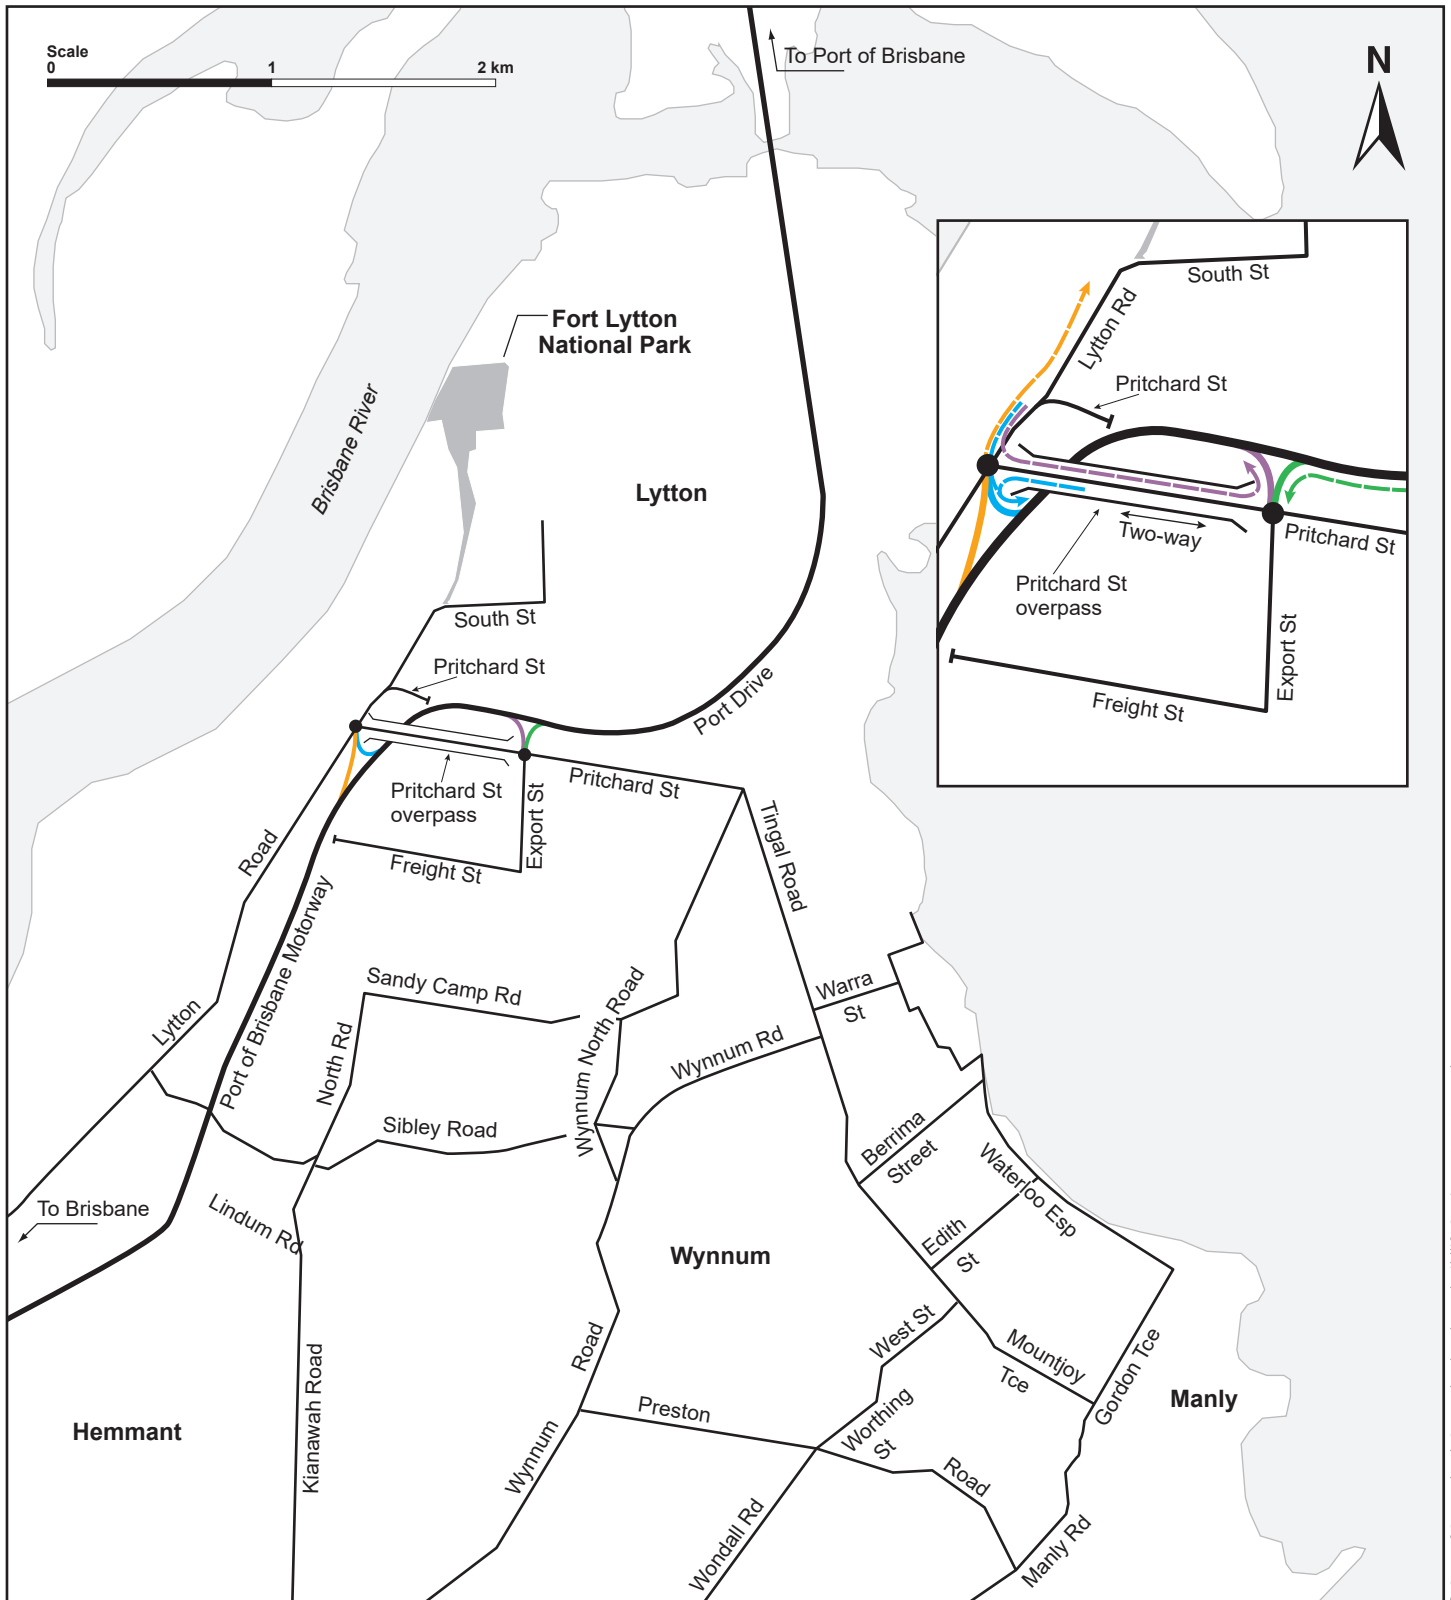 Scale
0 1 2 km
To Port of Brisbane
N
South St
Lytton Rd
Pritchard St
Two-way
Pritchard St
Pritchard St
overpass
Export St
Freight St
Fort Lytton
National Park
Brisbane River
Lytton
South St
Pritchard St
Port Drive
Pritchard St
overpass
Pritchard St
Export St
Freight St
Road
Tingal Road
Port of Brisbane Motorway
Sandy Camp Rd
Lytton
North Rd
Wynnum North Road
Warra
St
Wynnum Rd
Sibley Road
Berrima
Street
Waterloo Esp
To Brisbane
Lindum Rd
Edith
St
Wynnum
West St
Road
Mountjoy
Tce
Gordon Tce
Manly
Kianawah Road
Hemmant
Preston
Worthing
St
Wynnum
Road
Wondall Rd
Manly Rd